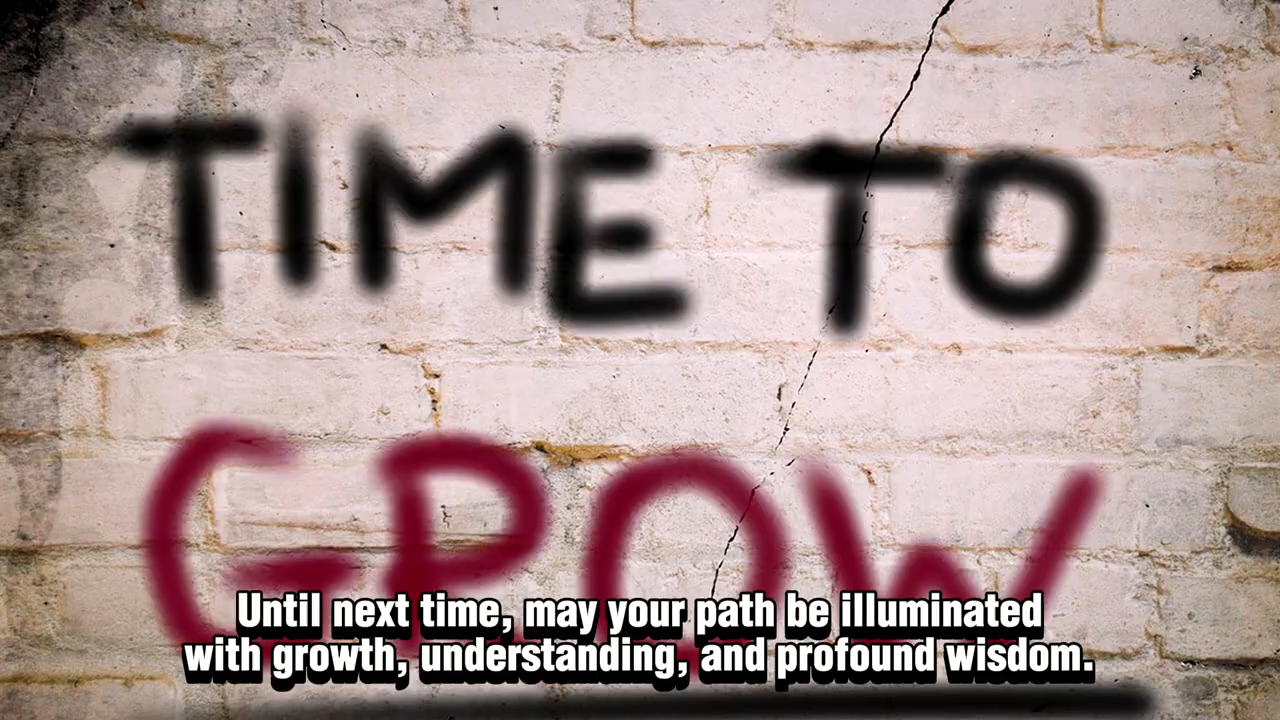 TIME TO
GROW
Until next time, may your path be illuminated
with growth, understanding, and profound wisdom.